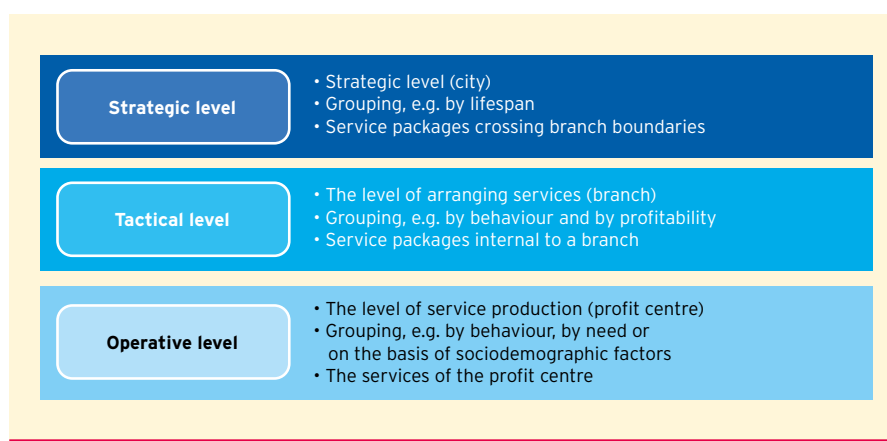 Strategic level
• Strategic level (city)
• Grouping, e.g. by lifespan
• Service packages crossing branch boundaries
Tactical level
• The level of arranging services (branch)
• Grouping, e.g. by behaviour and by profitability
• Service packages internal to a branch
Operative level
• The level of service production (profit centre)
• Grouping, e.g. by behaviour, by need or
on the basis of sociodemographic factors
• The services of the profit centre